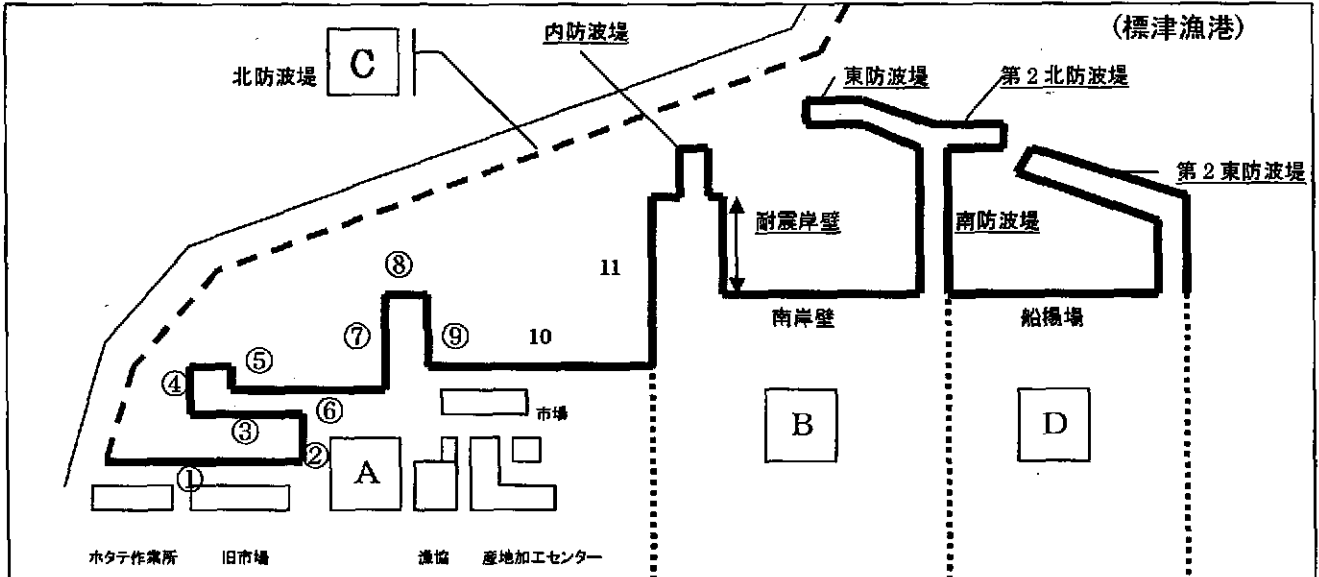 (標津漁港)
内防波堤
北防波堤
C
東防波堤
第2北防波堤
第2東防波堤
耐震岸壁
南防波堤
⑧
11
⑦
⑨
10
南岸壁
船揚場
⑤
④
⑥
③
②
①
市場
A
B
D
ホタテ作業所
旧市場
漁協
産地加工センター